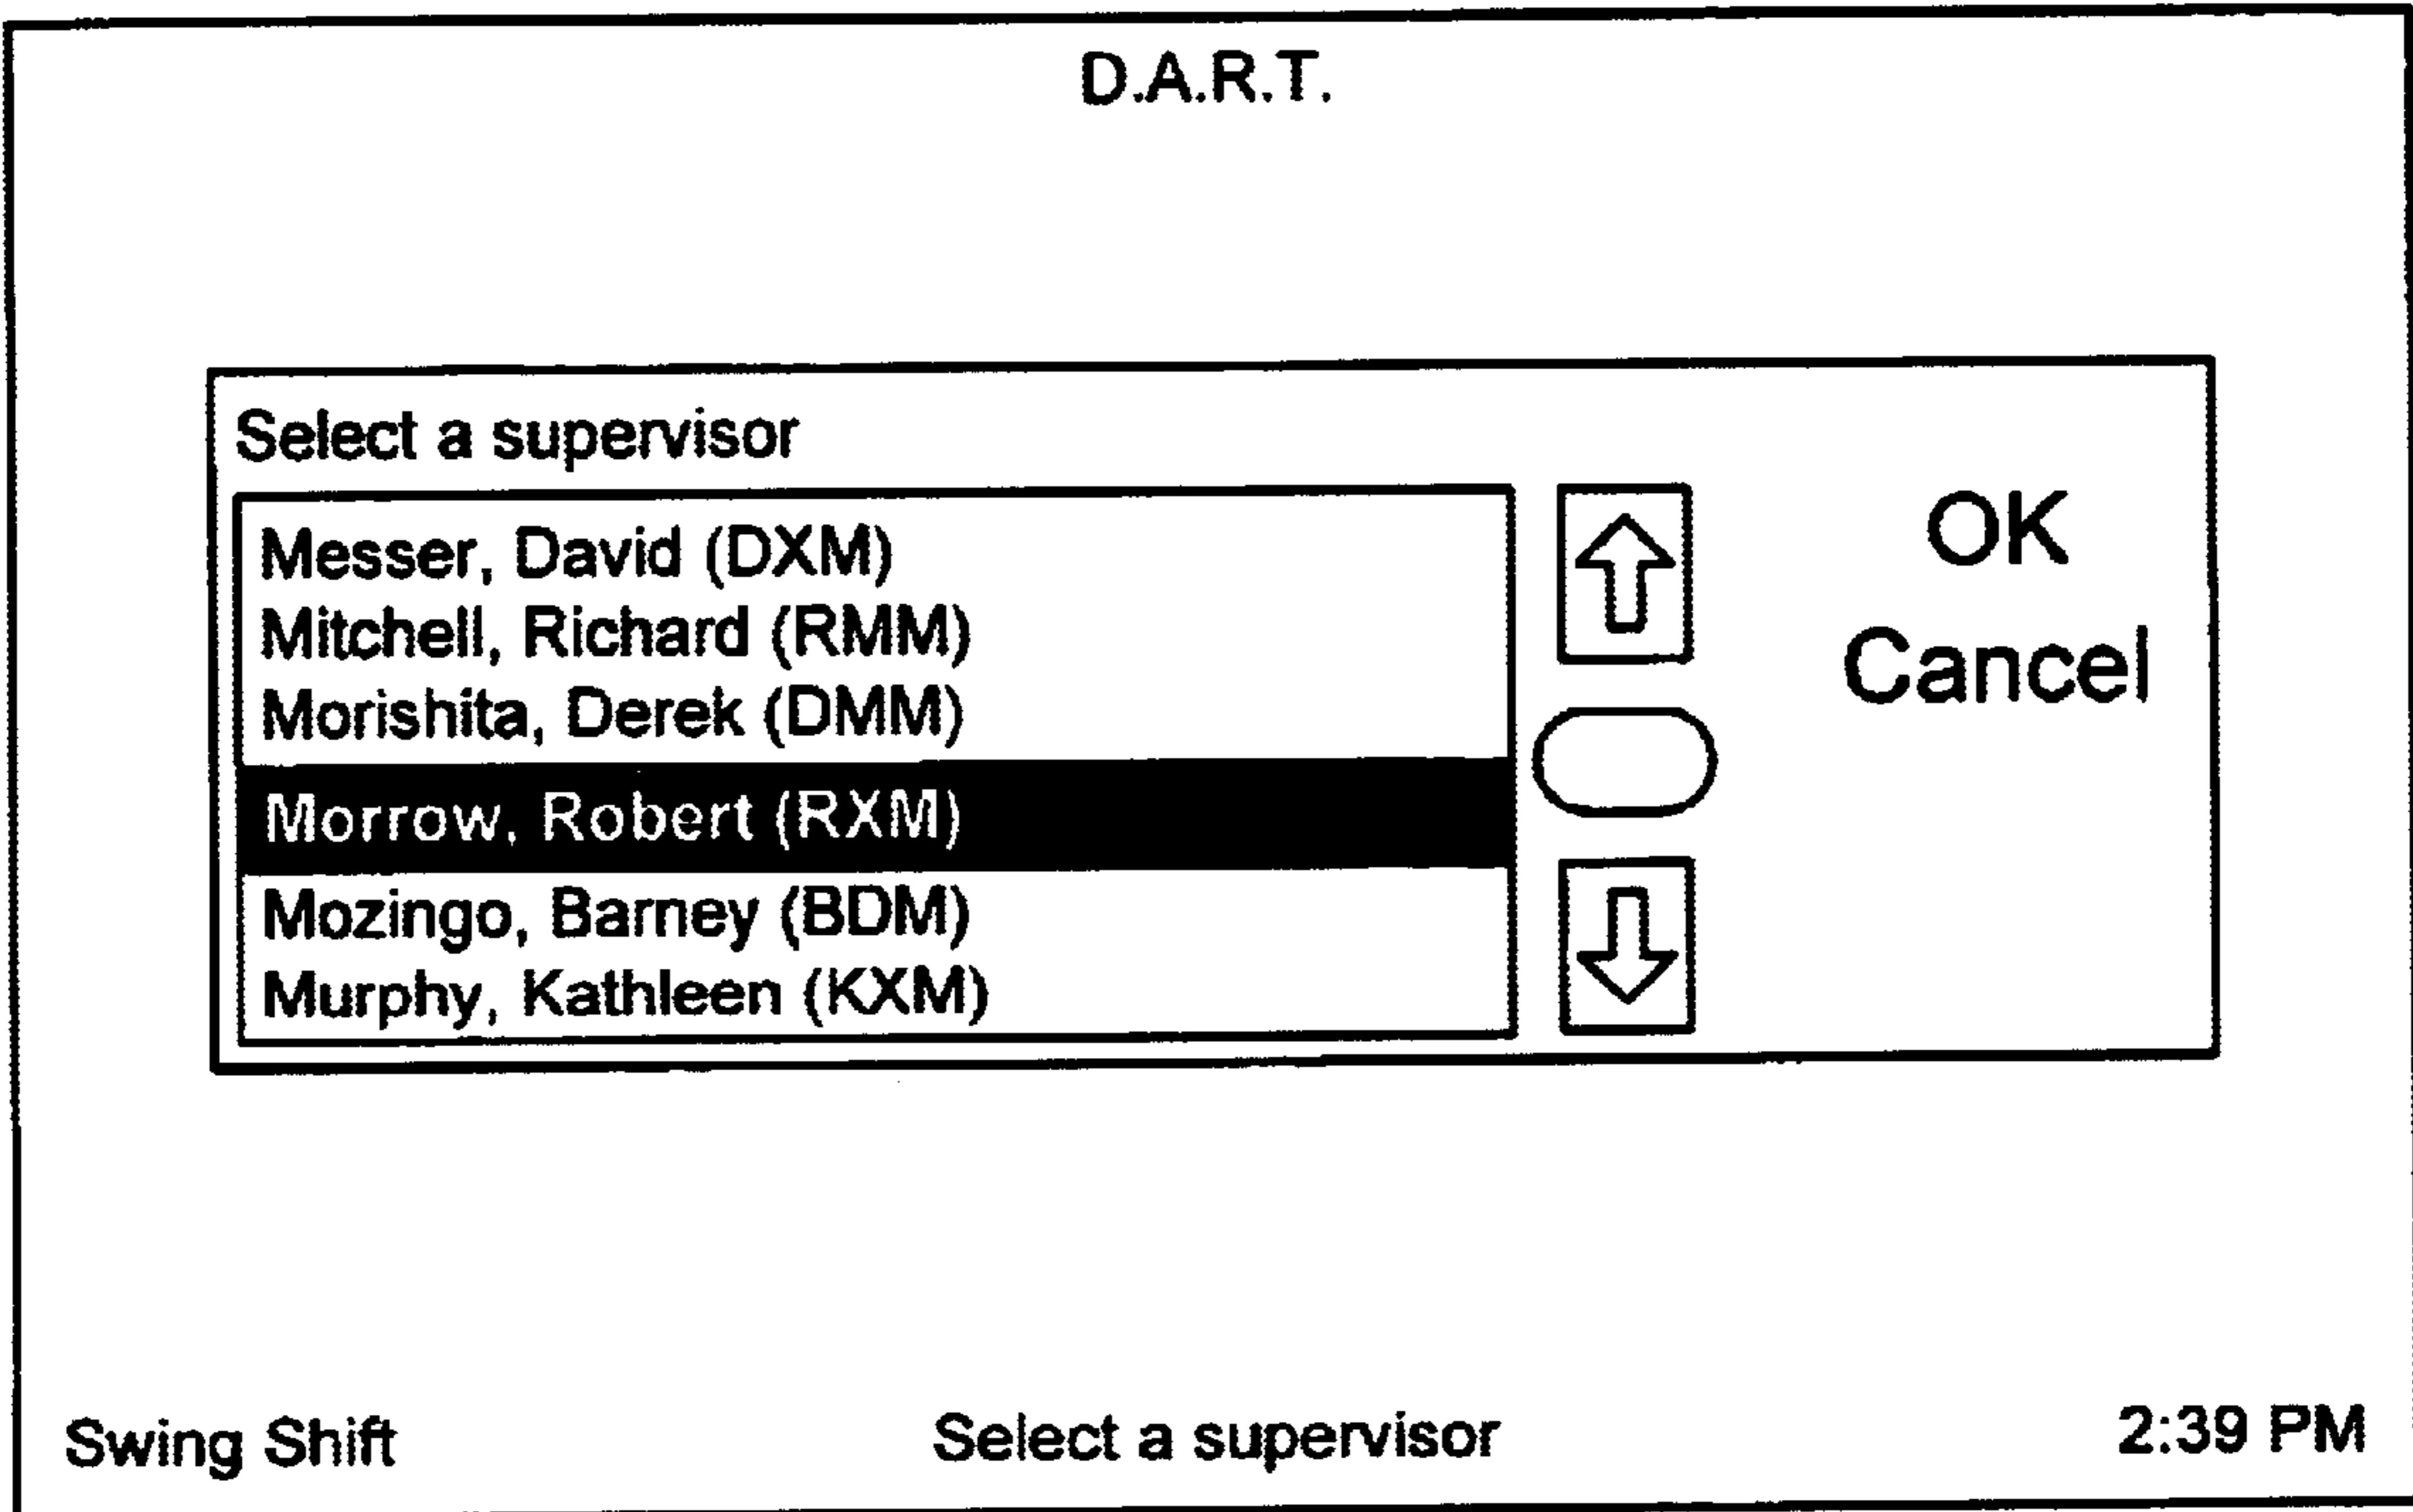 D.A.R.T.
Select a supervisor
Messer, David (DXM)
Mitchell, Richard (RMM)
Morishita, Derek (DMM)
Morrow, Robert (RXM)
Mozingo, Barney (BDM)
Murphy, Kathleen (KXM)
OK
Cancel
Swing Shift
Select a supervisor
2:39 PM